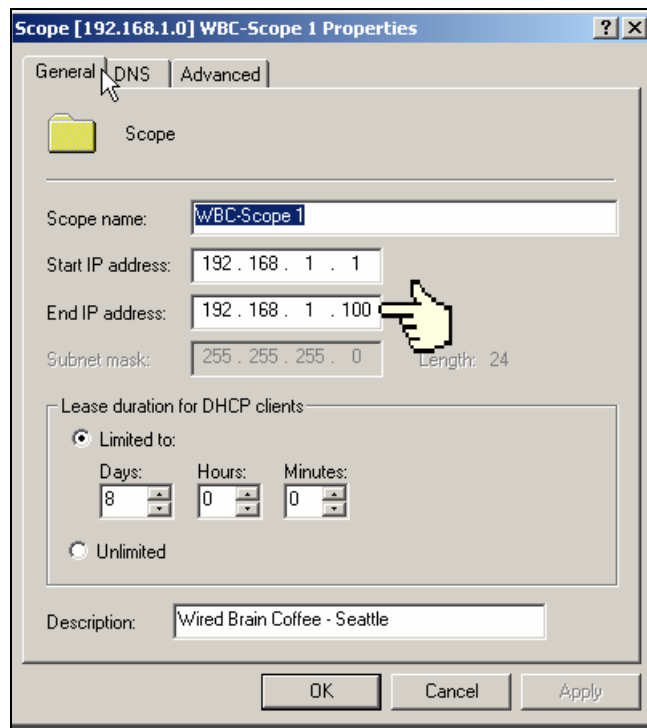 Scope [192.168.1.0] WBC-Scope 1 Properties ? X
General DNS Advanced
Scope
Scope name: WBC-Scope 1
Start IP address: 192 . 168 . 1 . 1
End IP address: 192 . 168 . 1 . 100
Subnet mask: 255 . 255 . 255 . 0 Length: 24
Lease duration for DHCP clients
Limited to:
Days: Hours: Minutes:
8 0 0
Unlimited
Description: Wired Brain Coffee - Seattle
OK Cancel Apply